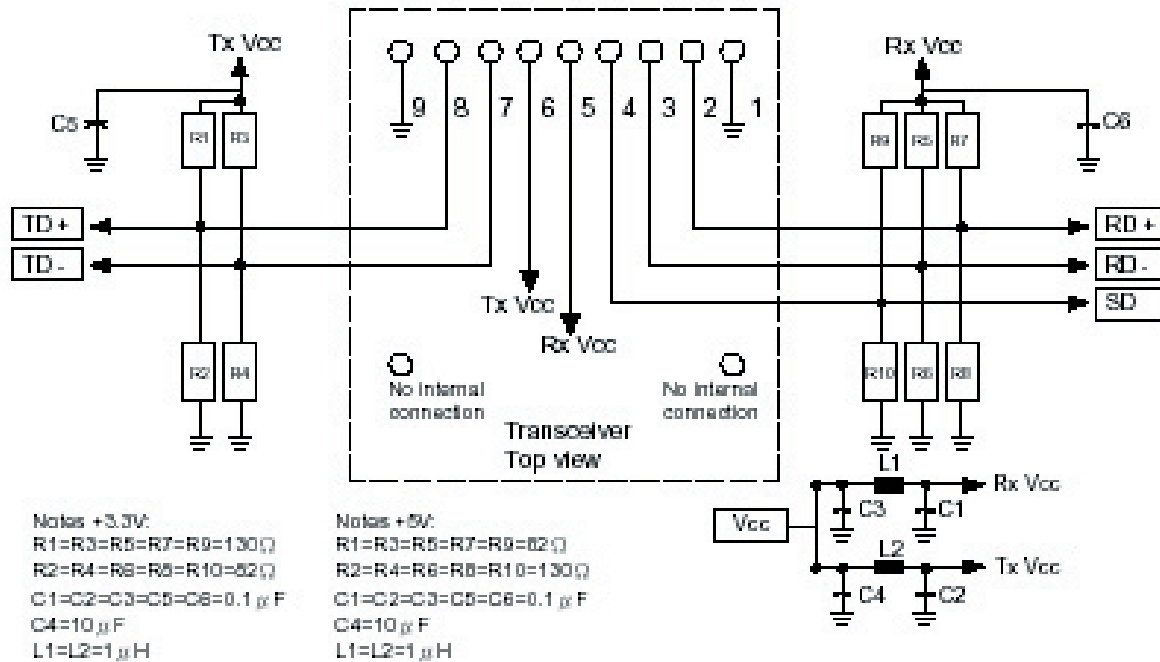 Tx Vcc
Rx Vcc
9 8 7 6 5 4 3 2 1
C5
R1
R3
R9
R5
R7
C6
TD +
TD -
RD +
RD -
SD
Tx Vcc
Rx Vcc
R2
R4
R10
R6
R8
No internal
connection
No internal
connection
Transceiver
Top view
L1
Rx Vcc
C3
C1
Vcc
L2
Tx Vcc
C4
C2
Notes +3.3V:
R1=R3=R5=R7=R9=130Ω
R2=R4=R6=R8=R10=82Ω
C1=C2=C3=C5=C6=0.1 μF
C4=10 μF
L1=L2=1 μH
Notes +5V:
R1=R3=R5=R7=R9=82Ω
R2=R4=R6=R8=R10=130Ω
C1=C2=C3=C5=C6=0.1 μF
C4=10 μF
L1=L2=1 μH